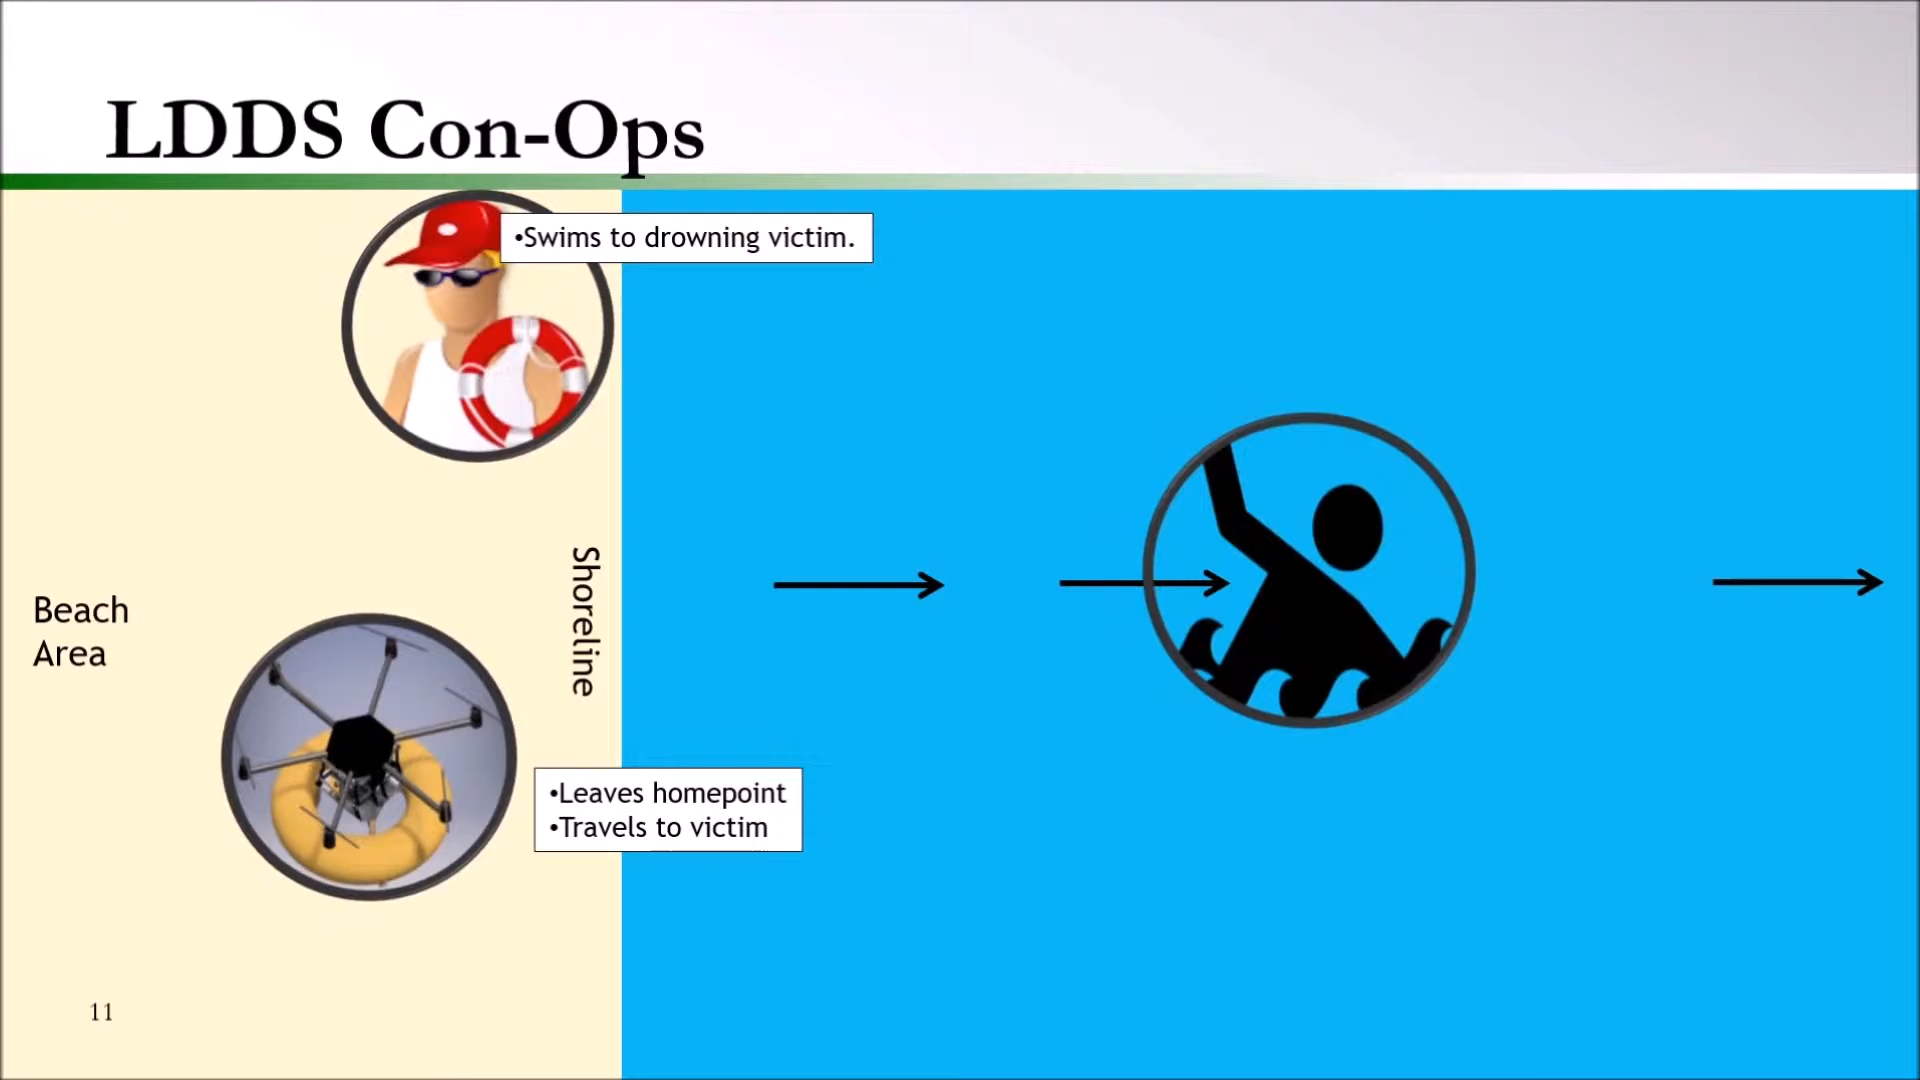 LDDS Con-Ops
•Swims to drowning victim.
Shoreline
Beach
Area
•Leaves homepoint
•Travels to victim
11